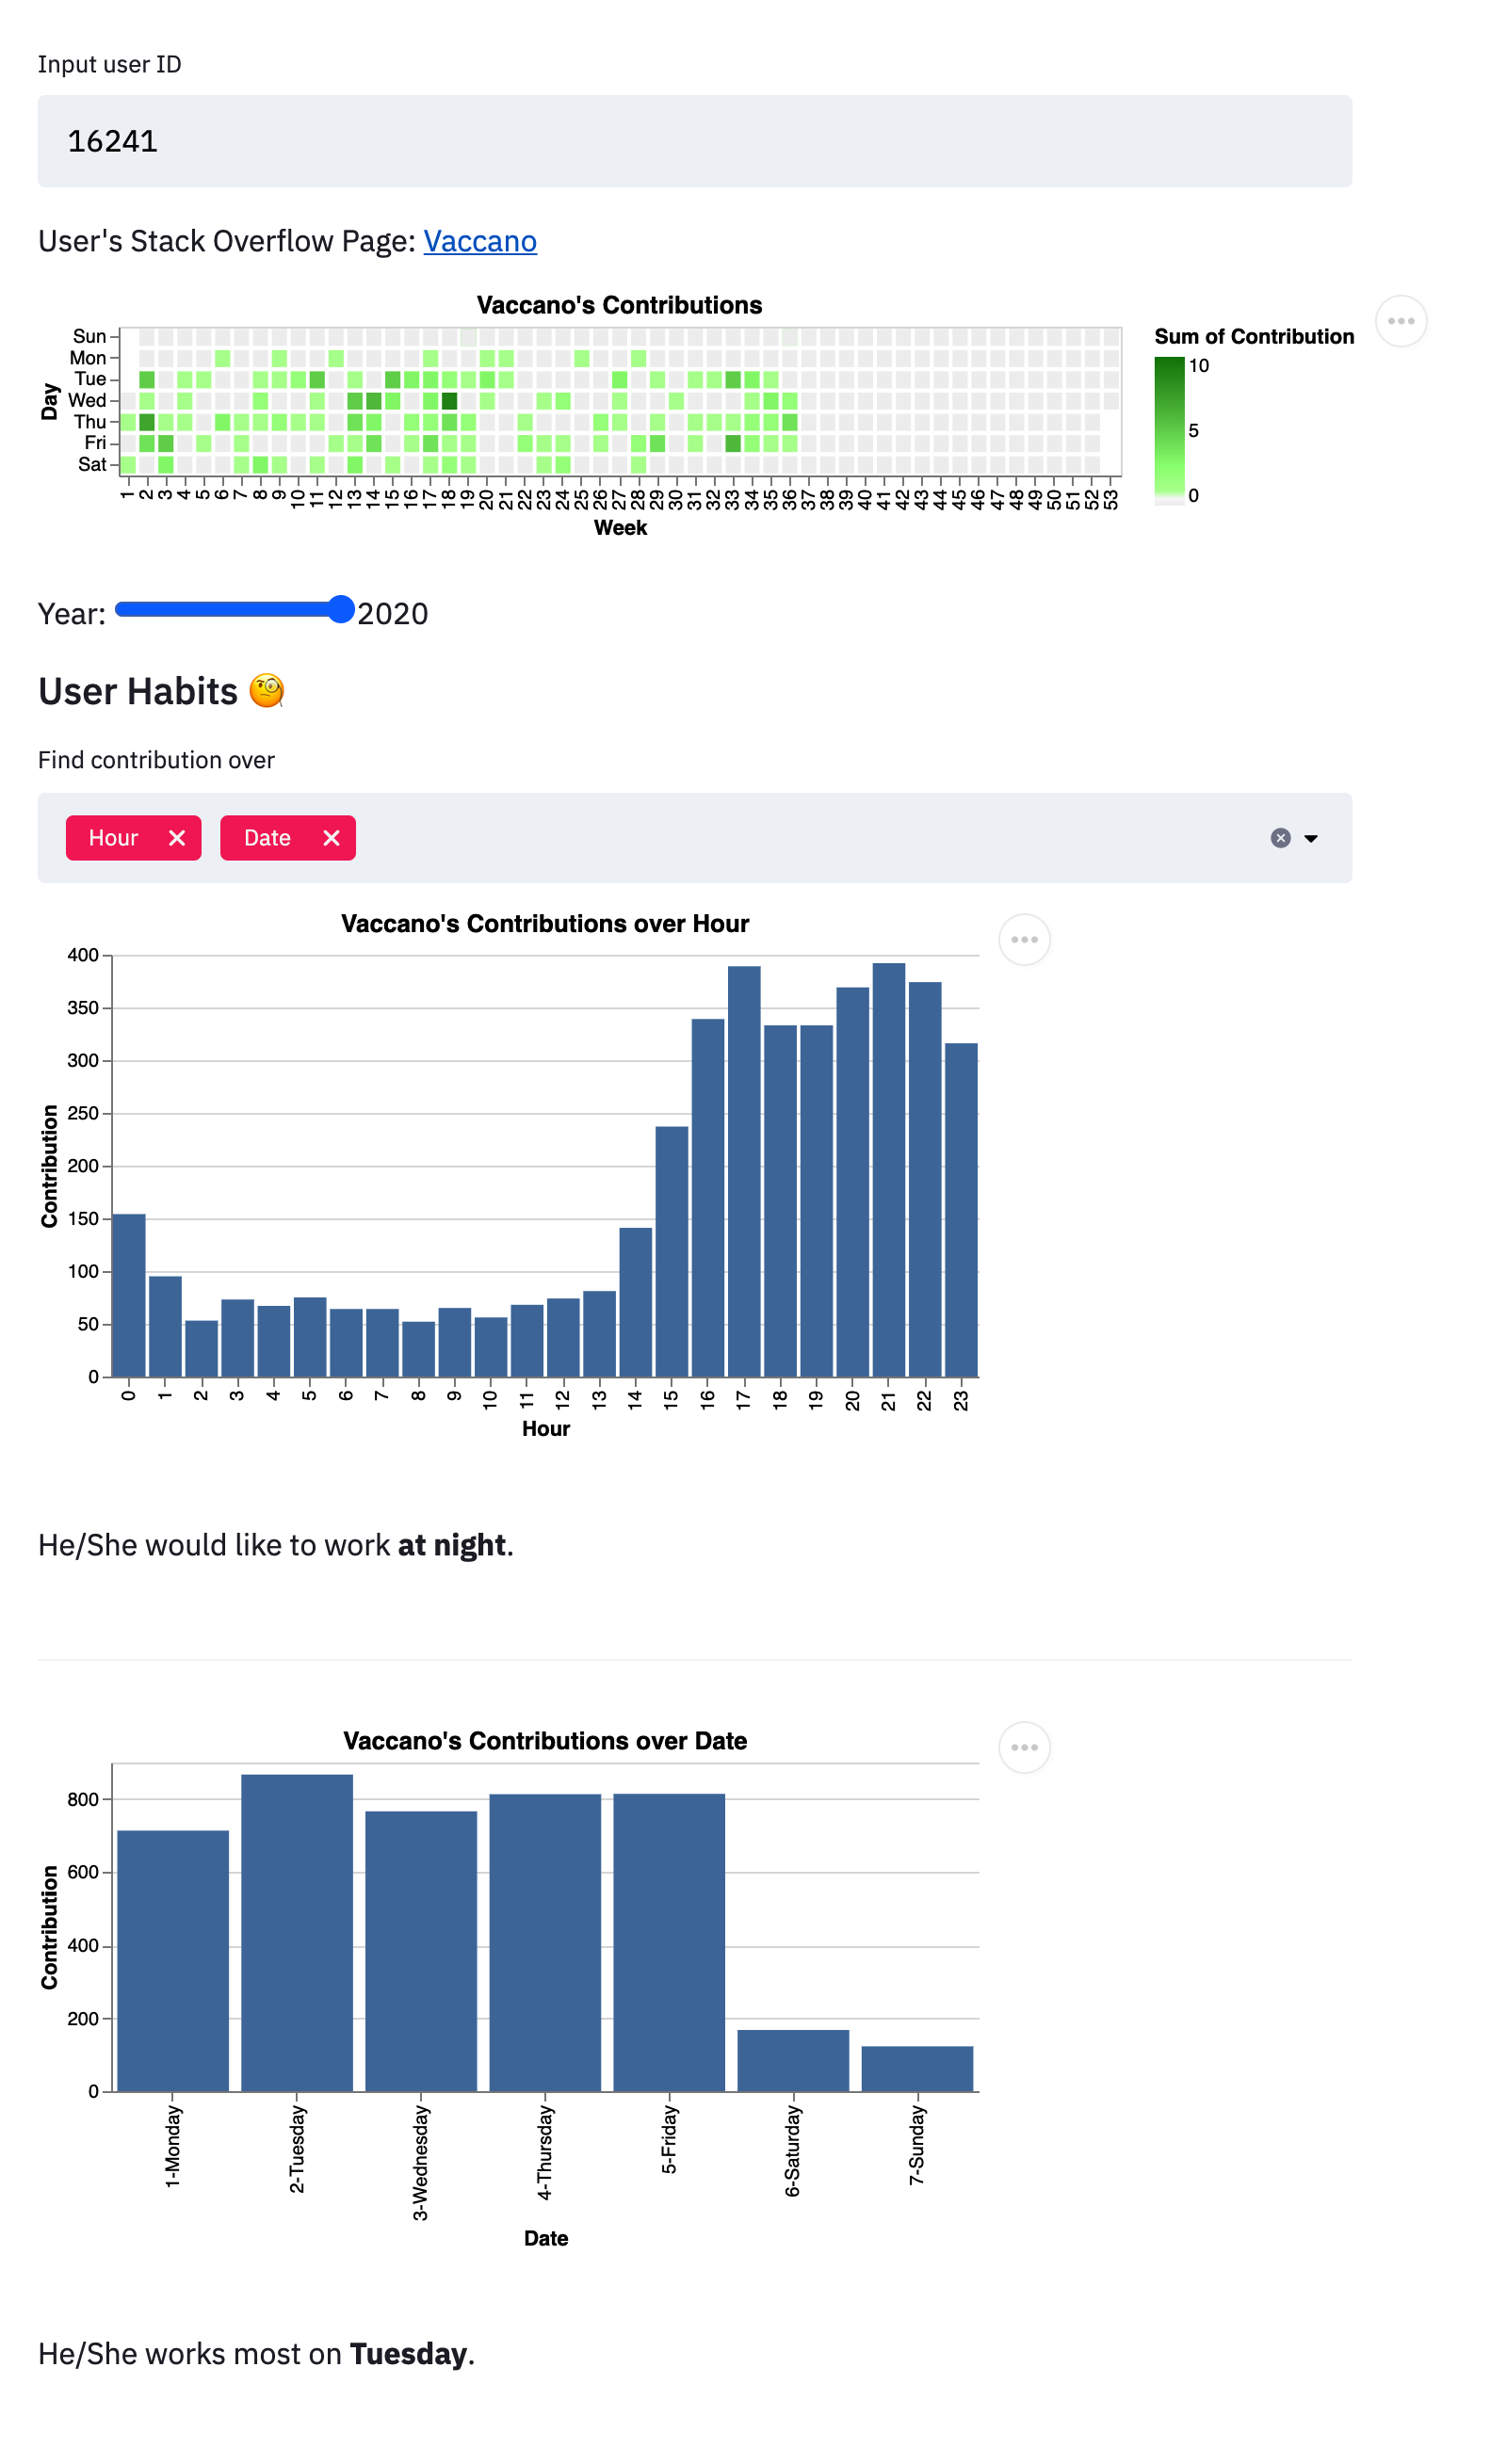 Input user ID
16241
User's Stack Overflow Page: Vaccano
Vaccano's Contributions
Day
Sun
Mon
Tue
Wed
Thu
Fri
Sat
1 2 3 4 5 6 7 8 9 10 11 12 13 14 15 16 17 18 19 20 21 22 23 24 25 26 27 28 29 30 31 32 33 34 35 36 37 38 39 40 41 42 43 44 45 46 47 48 49 50 51 52 53
Week
Sum of Contribution
10
5
0
Year: 2020
User Habits 🧐
Find contribution over
Hour Date
Vaccano's Contributions over Hour
Contribution
400
350
300
250
200
150
100
50
0
0 1 2 3 4 5 6 7 8 9 10 11 12 13 14 15 16 17 18 19 20 21 22 23
Hour
He/She would like to work at night.
Vaccano's Contributions over Date
Contribution
800
600
400
200
0
1-Monday 2-Tuesday 3-Wednesday 4-Thursday 5-Friday 6-Saturday 7-Sunday
Date
He/She works most on Tuesday.